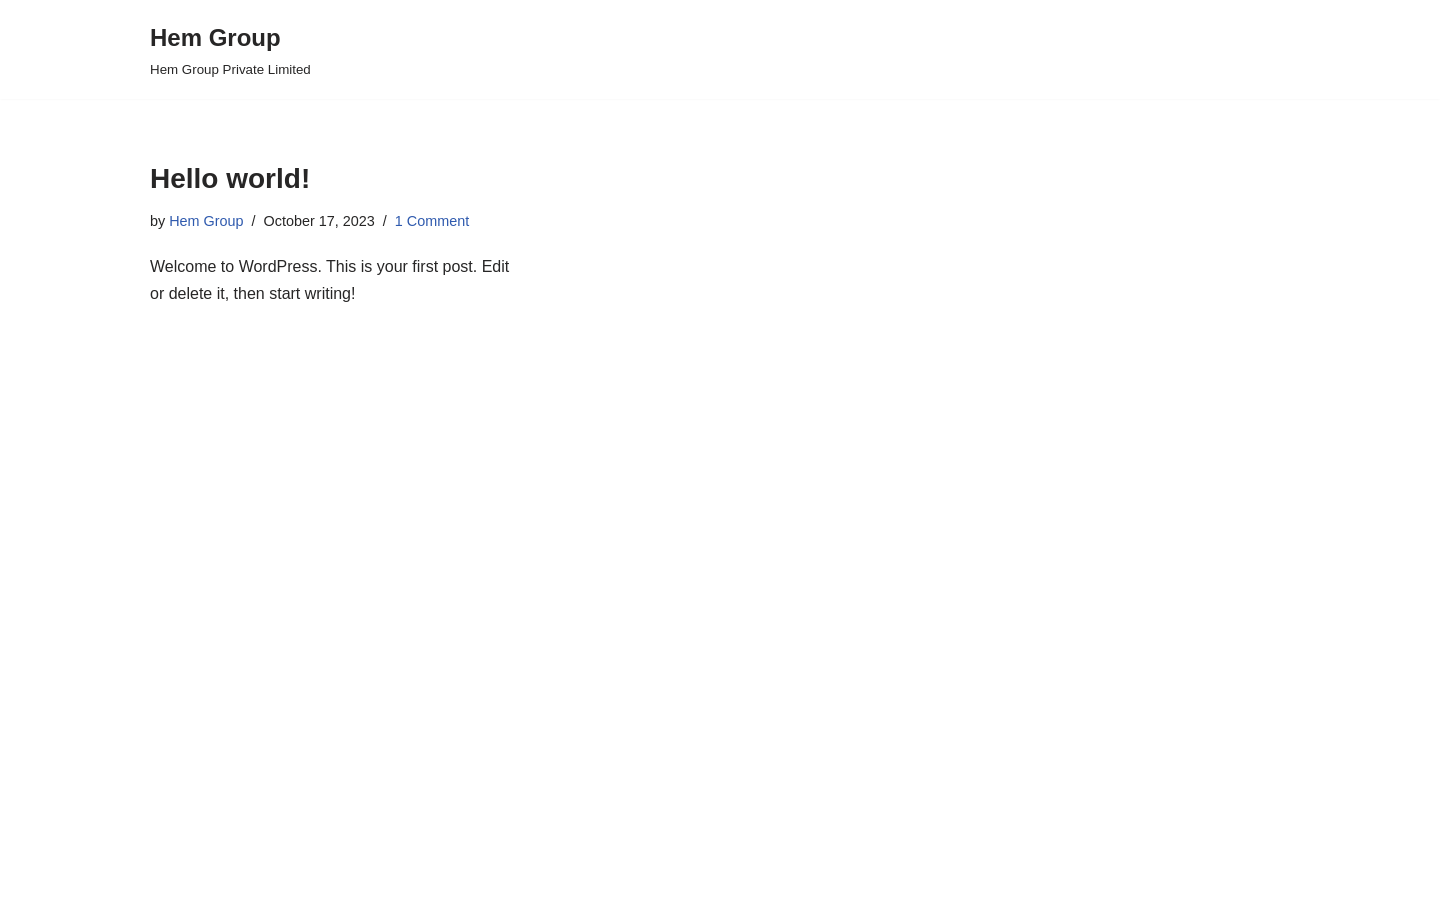 Hem Group
Hem Group Private Limited
Hello world!
by Hem Group / October 17, 2023 / 1 Comment
Welcome to WordPress. This is your first post. Edit
or delete it, then start writing!